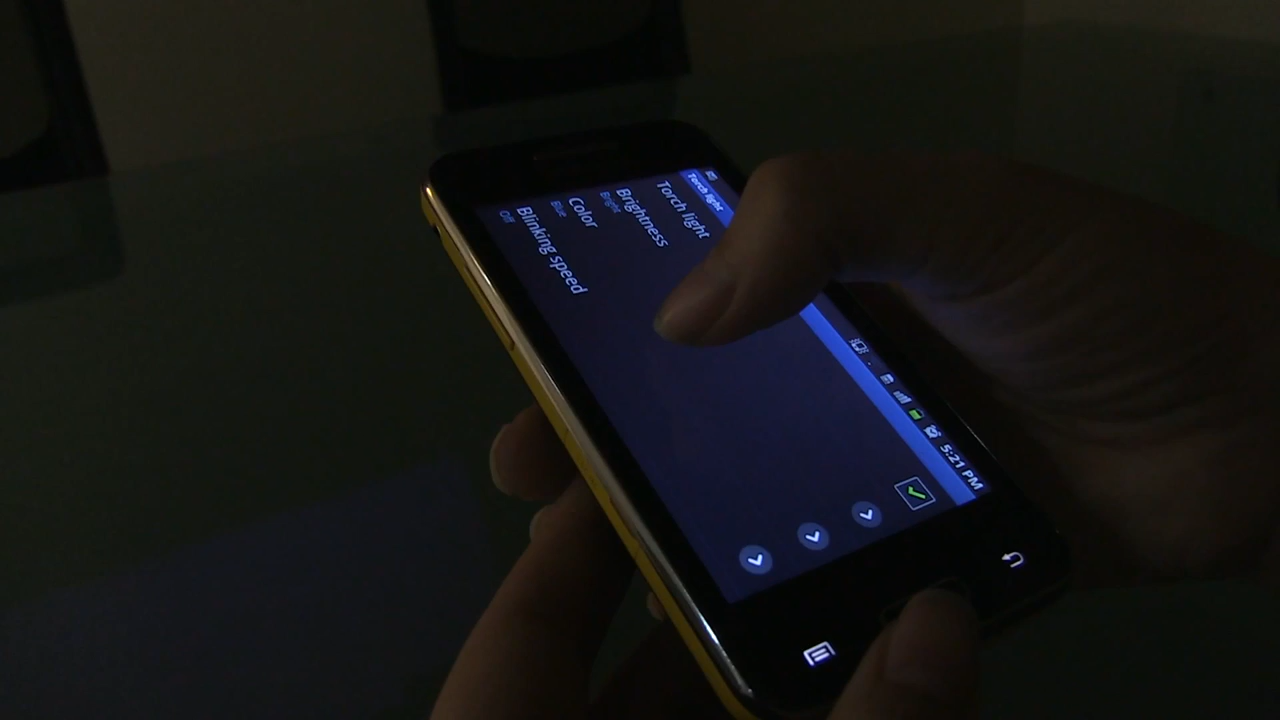 5:21 PM
Torch light
Torch light
Brightness
Bright
Color
Blue
Blinking speed
Off